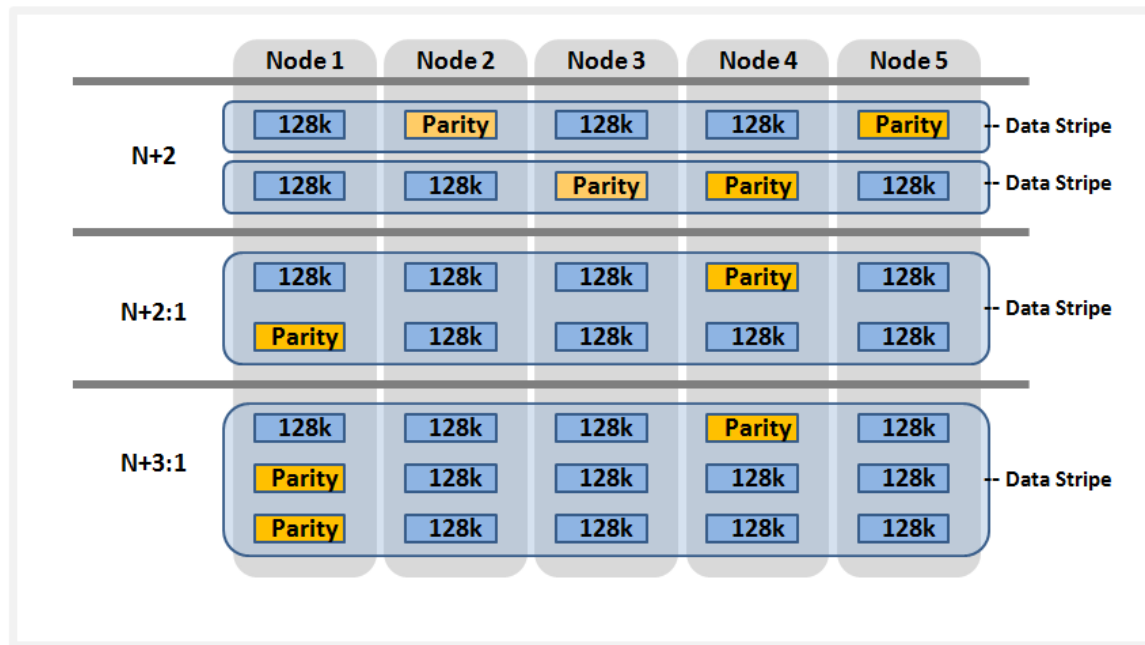 Node 1 Node 2 Node 3 Node 4 Node 5
128k Parity 128k 128k Parity -- Data Stripe
N+2
128k 128k Parity Parity 128k -- Data Stripe
128k 128k 128k Parity 128k
N+2:1 -- Data Stripe
Parity 128k 128k 128k 128k
128k 128k 128k Parity 128k
N+3:1
Parity 128k 128k 128k 128k -- Data Stripe
Parity 128k 128k 128k 128k